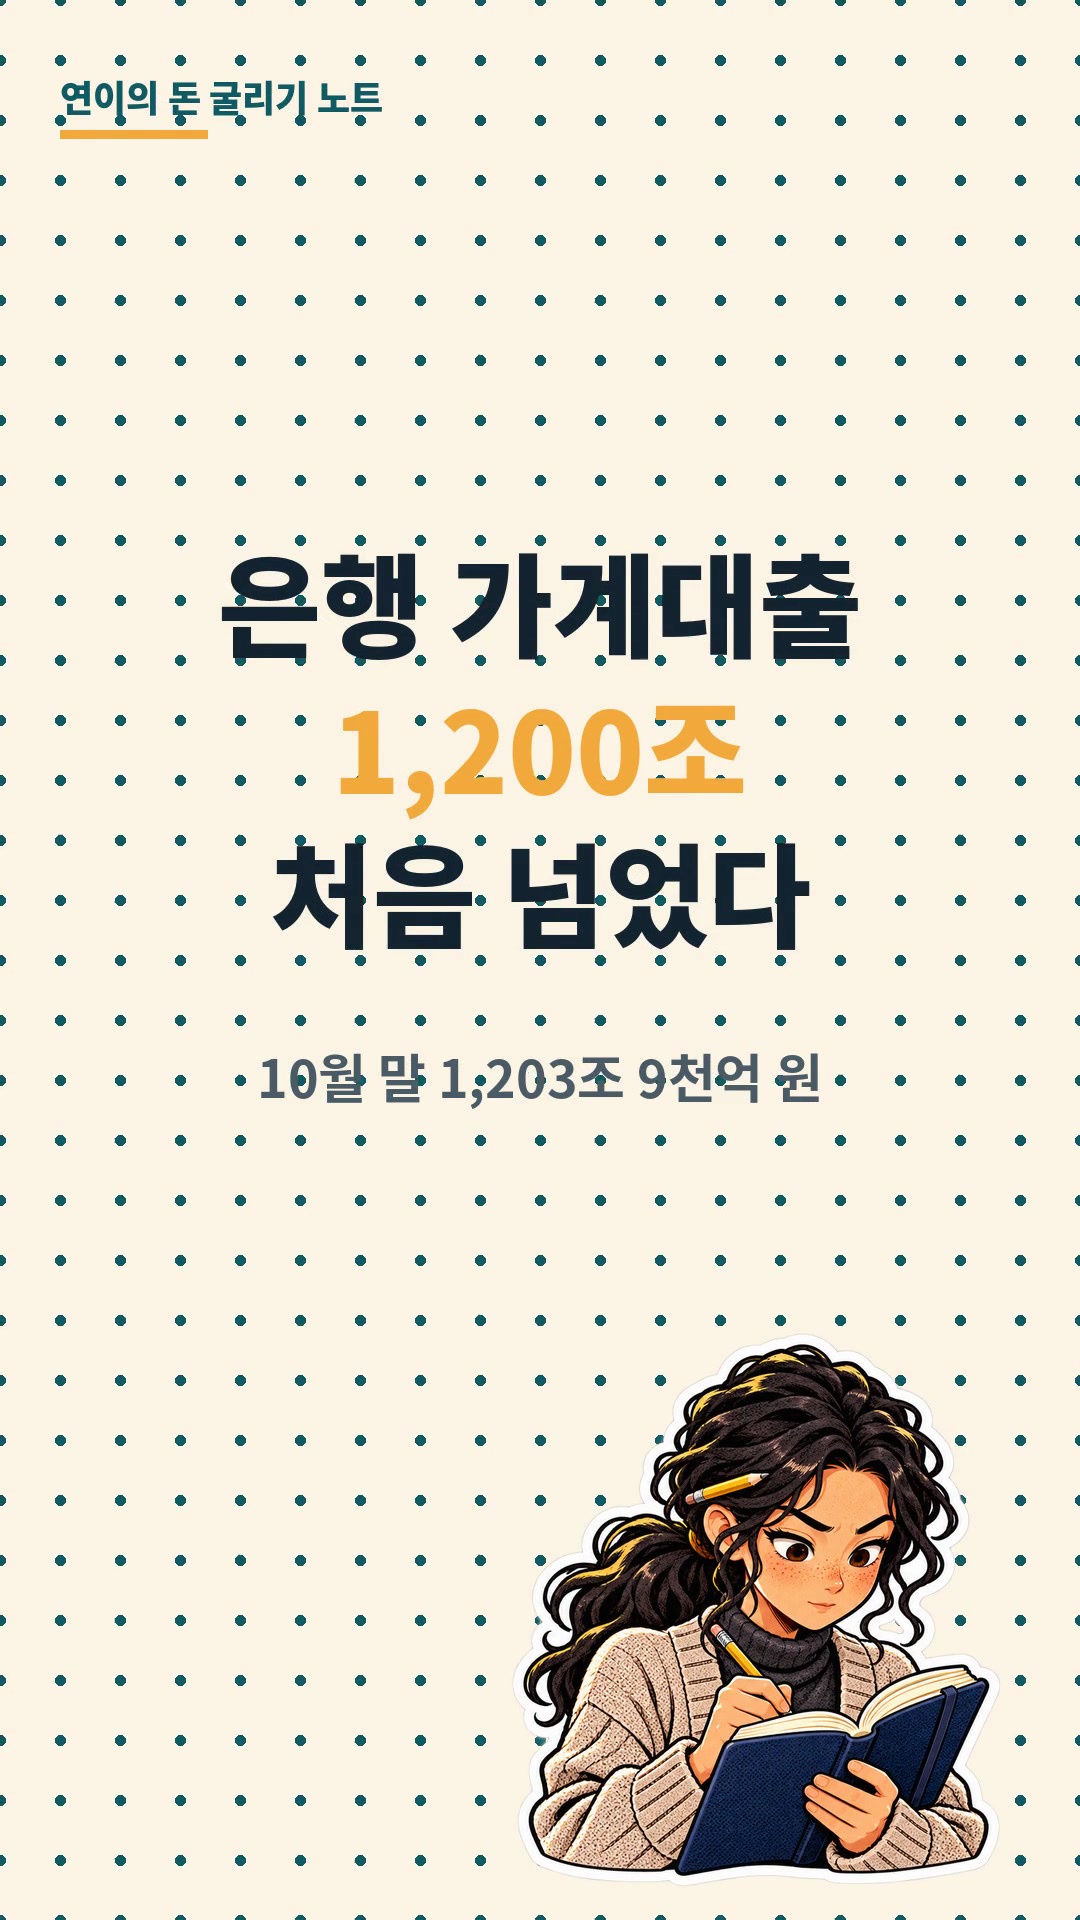 연이의 돈 굴리기 노트
은행 가계대출
1,200조
처음 넘었다
10월 말 1,203조 9천억 원